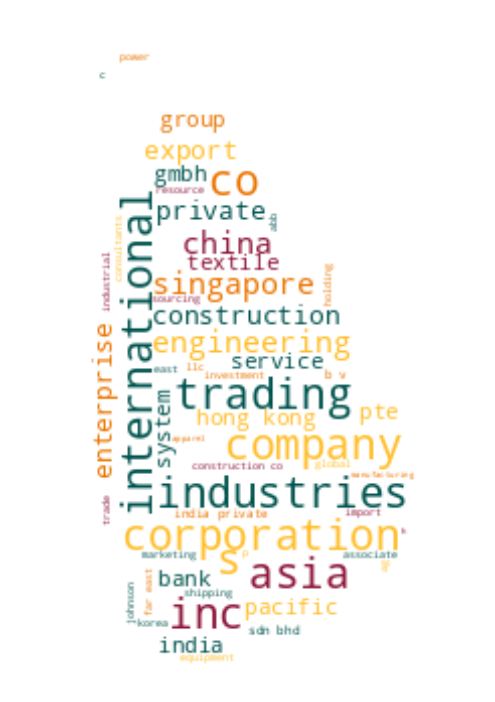 power
c
group
export
gmbh
co
resource
private
abb
consultants
international
china
textile
industrial
holding
singapore
sourcing
construction
engineering
enterprise
service
east
llc
investment
b v
trading
system
hong kong
pte
apparel
company
construction co
global
manufacturing
industries
trade
india private
import
corporation
h
marketing
s
p
associate
ag
asia
bank
far east
johnson
shipping
inc
pacific
korea
sdn bhd
india
equipment